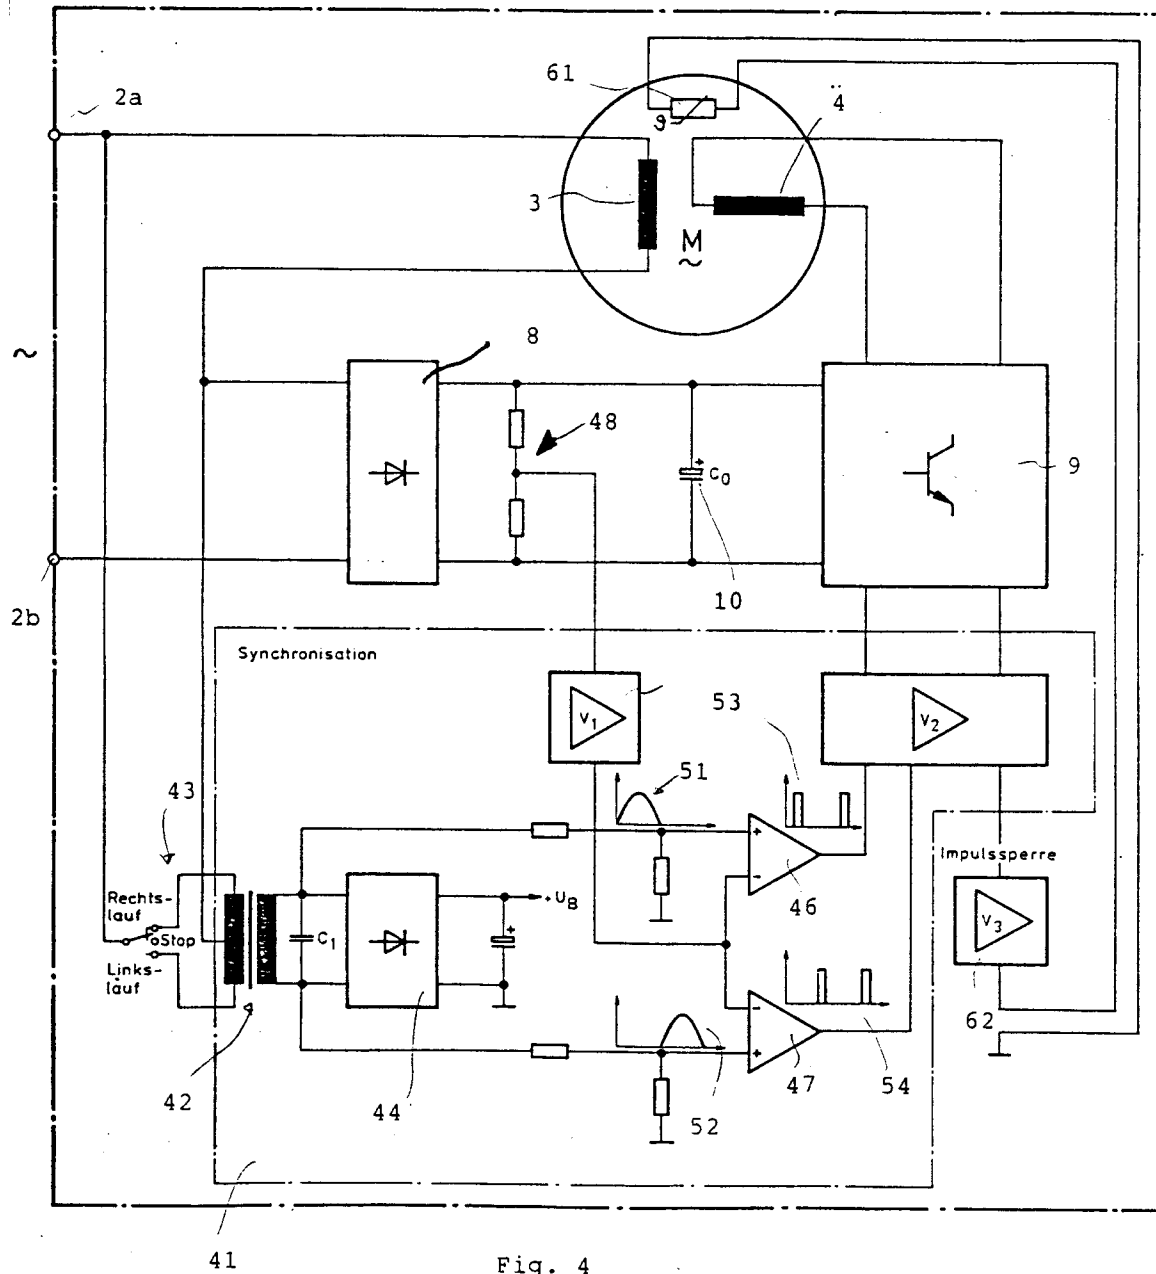 61
2a
4
3
M
~
8
~
48
+
C0
9
10
2b
Synchronisation
V1
53
V2
51
43
+
Impulssperre
-
46
Rechts-
lauf
+UB
Stop
C1
+
V3
Links-
lauf
-
62
+
47
54
42
44
52
41
Fig. 4